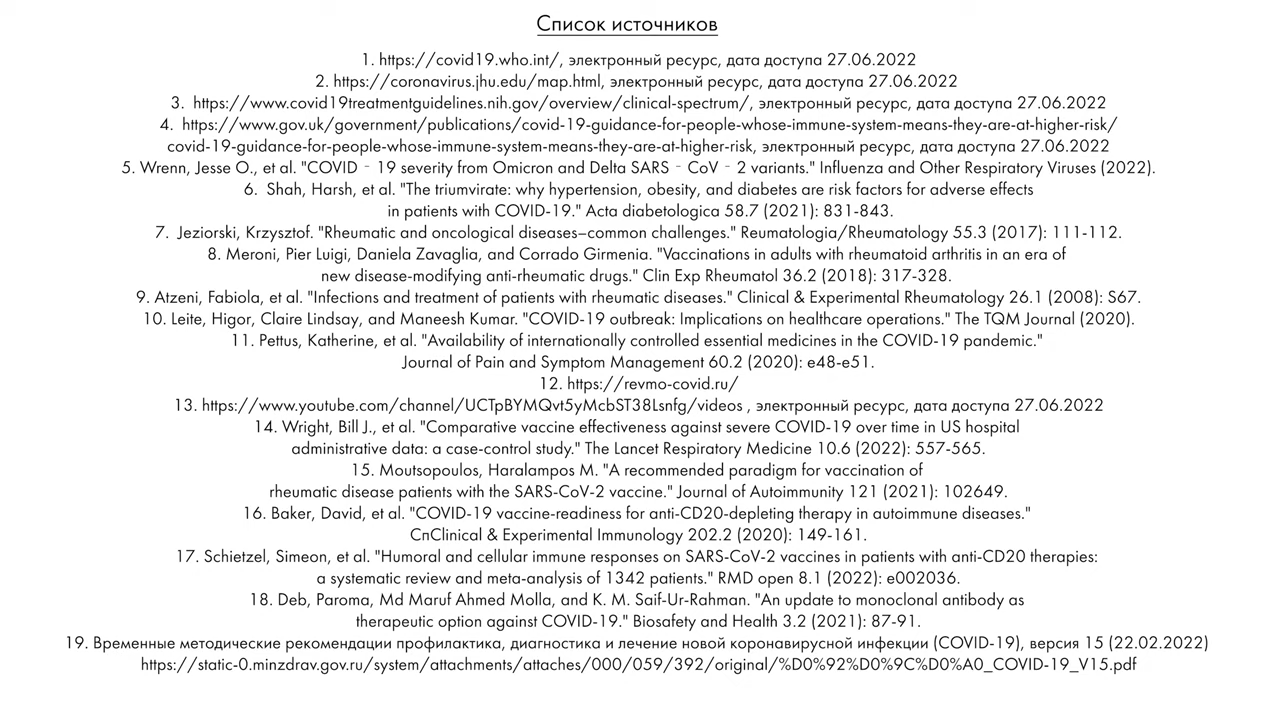 Список источников
1. https://covid19.who.int/, электронный ресурс, дата доступа 27.06.2022
2. https://coronavirus.jhu.edu/map.html, электронный ресурс, дата доступа 27.06.2022
3. https://www.covid19treatmentguidelines.nih.gov/overview/clinical-spectrum/, электронный ресурс, дата доступа 27.06.2022
4. https://www.gov.uk/government/publications/covid-19-guidance-for-people-whose-immune-system-means-they-are-at-higher-risk/
covid-19-guidance-for-people-whose-immune-system-means-they-are-at-higher-risk, электронный ресурс, дата доступа 27.06.2022
5. Wrenn, Jesse O., et al. "COVID‐19 severity from Omicron and Delta SARS‐CoV‐2 variants." Influenza and Other Respiratory Viruses (2022).
6. Shah, Harsh, et al. "The triumvirate: why hypertension, obesity, and diabetes are risk factors for adverse effects
in patients with COVID-19." Acta diabetologica 58.7 (2021): 831-843.
7. Jeziorski, Krzysztof. "Rheumatic and oncological diseases–common challenges." Reumatologia/Rheumatology 55.3 (2017): 111-112.
8. Meroni, Pier Luigi, Daniela Zavaglia, and Corrado Girmenia. "Vaccinations in adults with rheumatoid arthritis in an era of
new disease-modifying anti-rheumatic drugs." Clin Exp Rheumatol 36.2 (2018): 317-328.
9. Atzeni, Fabiola, et al. "Infections and treatment of patients with rheumatic diseases." Clinical & Experimental Rheumatology 26.1 (2008): S67.
10. Leite, Higor, Claire Lindsay, and Maneesh Kumar. "COVID-19 outbreak: Implications on healthcare operations." The TQM Journal (2020).
11. Pettus, Katherine, et al. "Availability of internationally controlled essential medicines in the COVID-19 pandemic."
Journal of Pain and Symptom Management 60.2 (2020): e48-e51.
12. https://revmo-covid.ru/
13. https://www.youtube.com/channel/UCTpBYMQvt5yMcbST38Lsnfg/videos , электронный ресурс, дата доступа 27.06.2022
14. Wright, Bill J., et al. "Comparative vaccine effectiveness against severe COVID-19 over time in US hospital
administrative data: a case-control study." The Lancet Respiratory Medicine 10.6 (2022): 557-565.
15. Moutsopoulos, Haralampos M. "A recommended paradigm for vaccination of
rheumatic disease patients with the SARS-CoV-2 vaccine." Journal of Autoimmunity 121 (2021): 102649.
16. Baker, David, et al. "COVID-19 vaccine-readiness for anti-CD20-depleting therapy in autoimmune diseases."
СпClinical & Experimental Immunology 202.2 (2020): 149-161.
17. Schietzel, Simeon, et al. "Humoral and cellular immune responses on SARS-CoV-2 vaccines in patients with anti-CD20 therapies:
a systematic review and meta-analysis of 1342 patients." RMD open 8.1 (2022): e002036.
18. Deb, Paroma, Md Maruf Ahmed Molla, and K. M. Saif-Ur-Rahman. "An update to monoclonal antibody as
therapeutic option against COVID-19." Biosafety and Health 3.2 (2021): 87-91.
19. Временные методические рекомендации профилактика, диагностика и лечение новой коронавирусной инфекции (COVID-19), версия 15 (22.02.2022)
https://static-0.minzdrav.gov.ru/system/attachments/attaches/000/059/392/original/%D0%92%D0%9C%D0%A0_COVID-19_V15.pdf